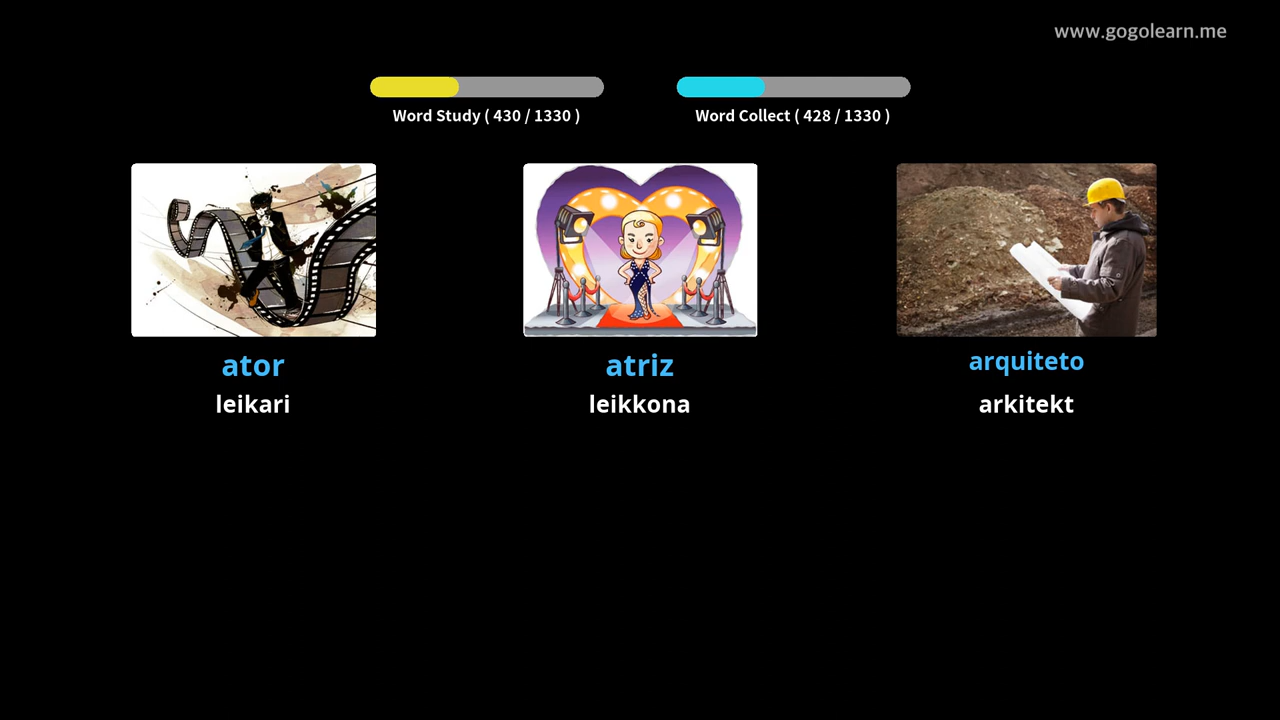 www.gogolearn.me
Word Study ( 430 / 1330 )
Word Collect ( 428 / 1330 )
ator
atriz
arquiteto
leikari
leikkona
arkitekt